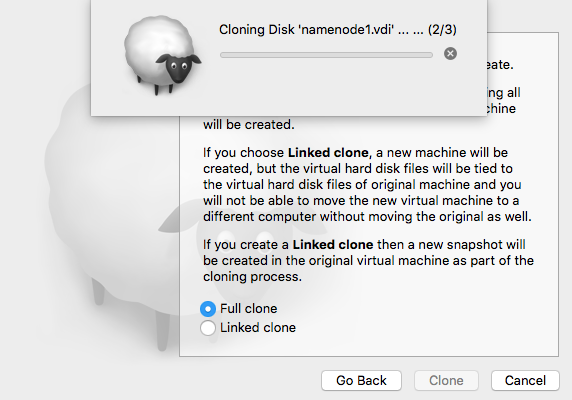 Cloning Disk 'namenode1.vdi' ... ... (2/3)
eate.
ing all
chine
will be created.
If you choose Linked clone, a new machine will be
created, but the virtual hard disk files will be tied to
the virtual hard disk files of original machine and you
will not be able to move the new virtual machine to a
different computer without moving the original as well.
If you create a Linked clone then a new snapshot will
be created in the original virtual machine as part of the
cloning process.
Full clone
Linked clone
Go Back
Clone
Cancel